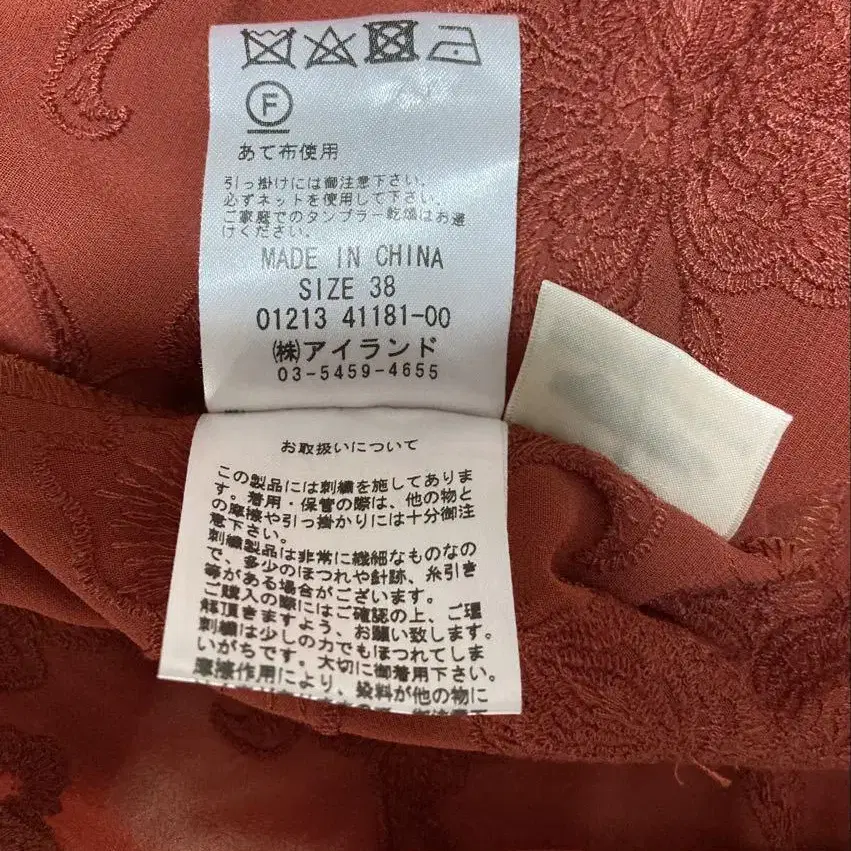 F
あて布使用
引っ掛けには御注意下さい。
必ずネットを使用して下さい。
ご家庭でのタンブラー乾燥はお避
けください。
MADE IN CHINA
SIZE 38
01213 41181-00
㈱アイランド
03-5459-4655
お取扱いについて
この製品には刺繍を施してありま
す。着用・保管の際は、他の物と
の摩擦や引っ掛かりには十分御注
意下さい。
刺繍製品は非常に繊細なものなの
で、多少のほつれや針跡、糸引き
等がある場合がございます。
ご購入の際にはご確認の上、ご理
解頂きますよう、お願い致します。
刺繍は少しの力でもほつれてしま
いがちです。大切に御着用下さい。
摩擦作用により、染料が他の物に